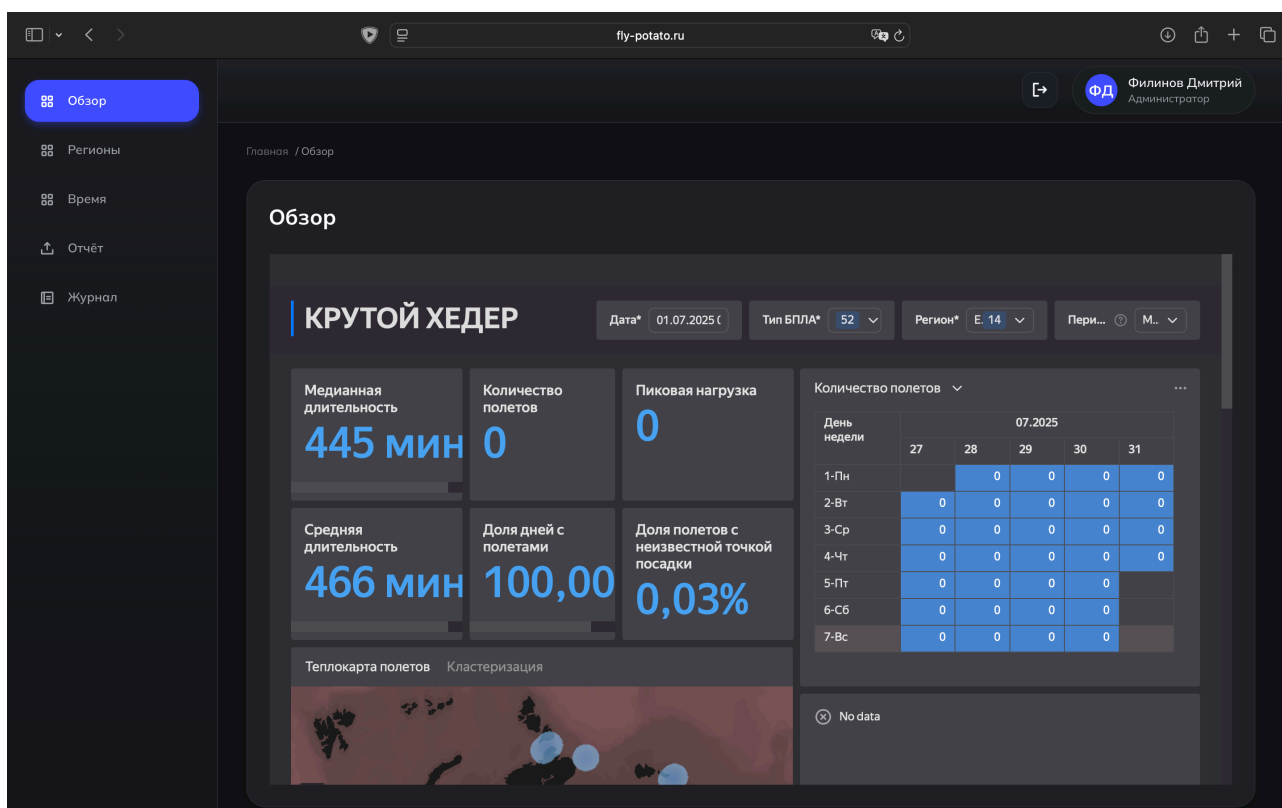 fly-potato.ru
ФД
Филинов Дмитрий
Администратор
Обзор
Регионы
Время
Отчёт
Журнал
Главная / Обзор
Обзор
КРУТОЙ ХЕДЕР
Дата* 01.07.2025
Тип БПЛА* 52
Регион* Е. 14
Пери... ? М..
Медианная
длительность
445 мин
Количество
полетов
0
Пиковая нагрузка
0
Средняя
длительность
466 мин
Доля дней с
полетами
100,00
Доля полетов с
неизвестной точкой
посадки
0,03%
Количество полетов
День
недели
07.2025
27 28 29 30 31
1-Пн 0 0 0 0
2-Вт 0 0 0 0 0
3-Ср 0 0 0 0 0
4-Чт 0 0 0 0 0
5-Пт 0 0 0 0
6-Сб 0 0 0 0
7-Вс 0 0 0 0
Теплокарта полетов Кластеризация
No data